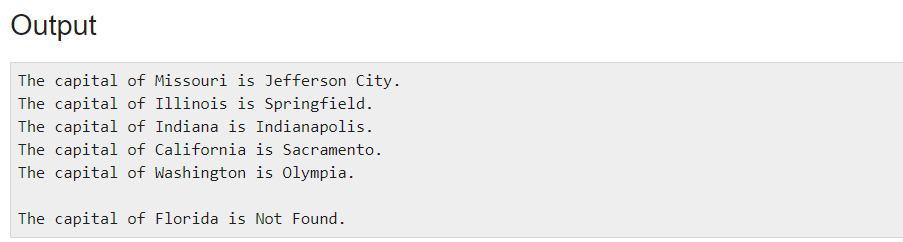 Output
The capital of Missouri is Jefferson City.
The capital of Illinois is Springfield.
The capital of Indiana is Indianapolis.
The capital of California is Sacramento.
The capital of Washington is Olympia.
The capital of Florida is Not Found.